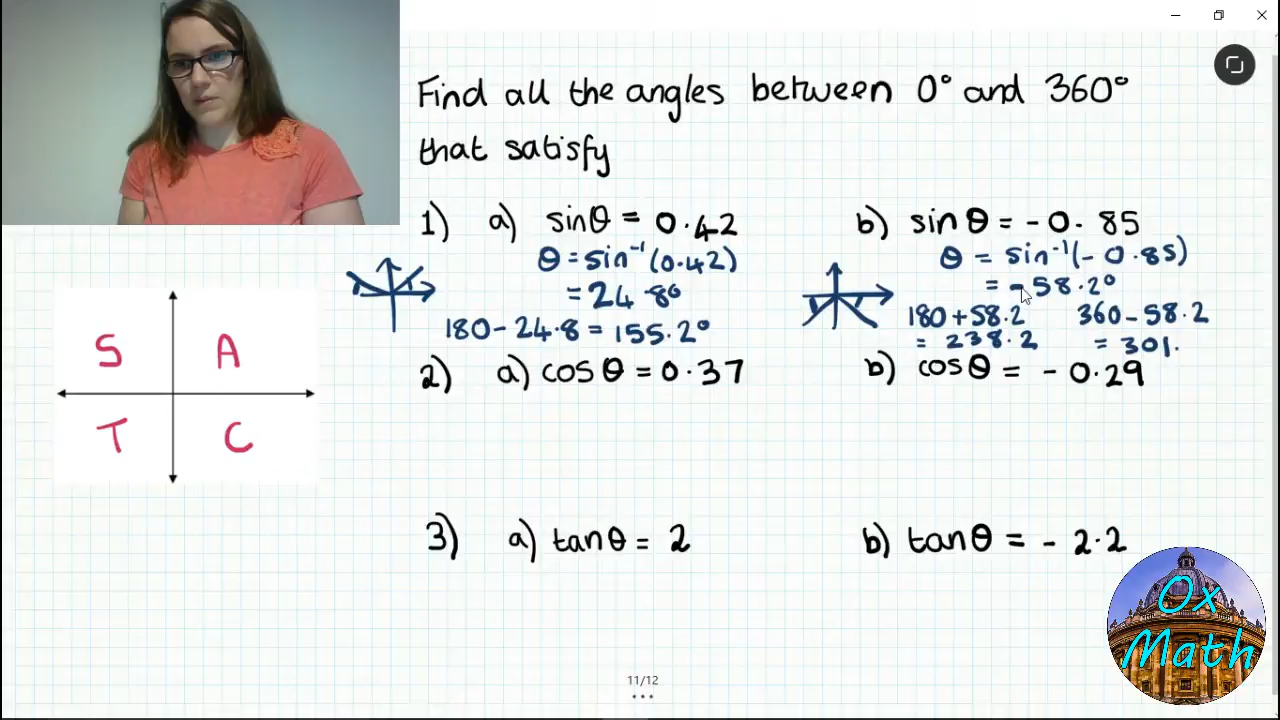 Find all the angles between 0° and 360°
that satisfy
1) a) sinθ = 0.42
θ = sin⁻¹(0.42)
= 24.8°
180 - 24.8 = 155.2°
b) sinθ = -0.85
θ = sin⁻¹(-0.85)
= -58.2°
180 + 58.2 360 - 58.2
= 238.2 = 301.
2) a) cosθ = 0.37
b) cosθ = -0.29
S A
T C
3) a) tanθ = 2
b) tanθ = -2.2
Ox
Math
11/12